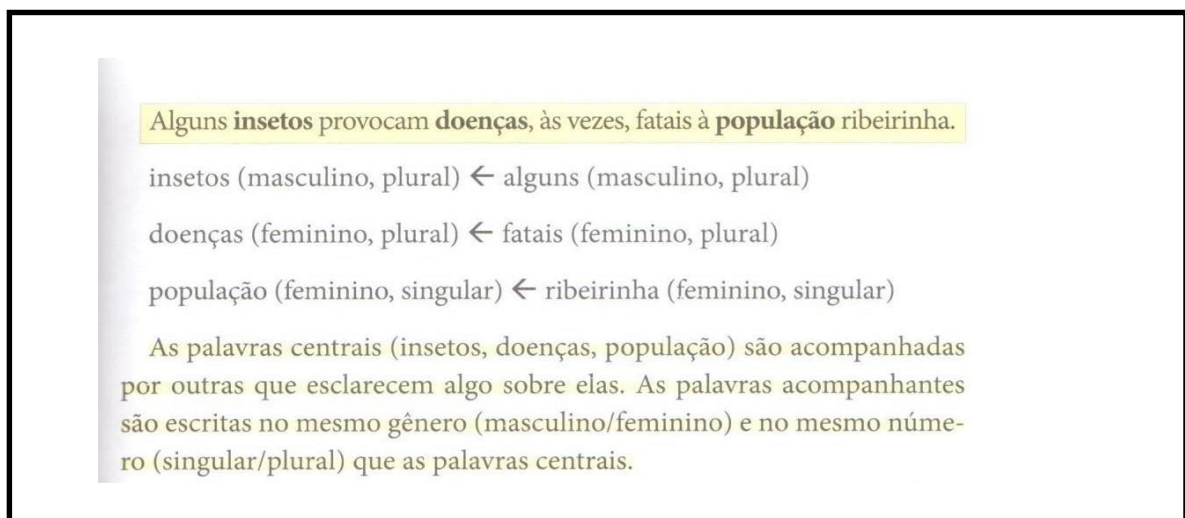 Alguns insetos provocam doenças, às vezes, fatais à população ribeirinha.
insetos (masculino, plural) ← alguns (masculino, plural)
doenças (feminino, plural) ← fatais (feminino, plural)
população (feminino, singular) ← ribeirinha (feminino, singular)
As palavras centrais (insetos, doenças, população) são acompanhadas
por outras que esclarecem algo sobre elas. As palavras acompanhantes
são escritas no mesmo gênero (masculino/feminino) e no mesmo núme-
ro (singular/plural) que as palavras centrais.